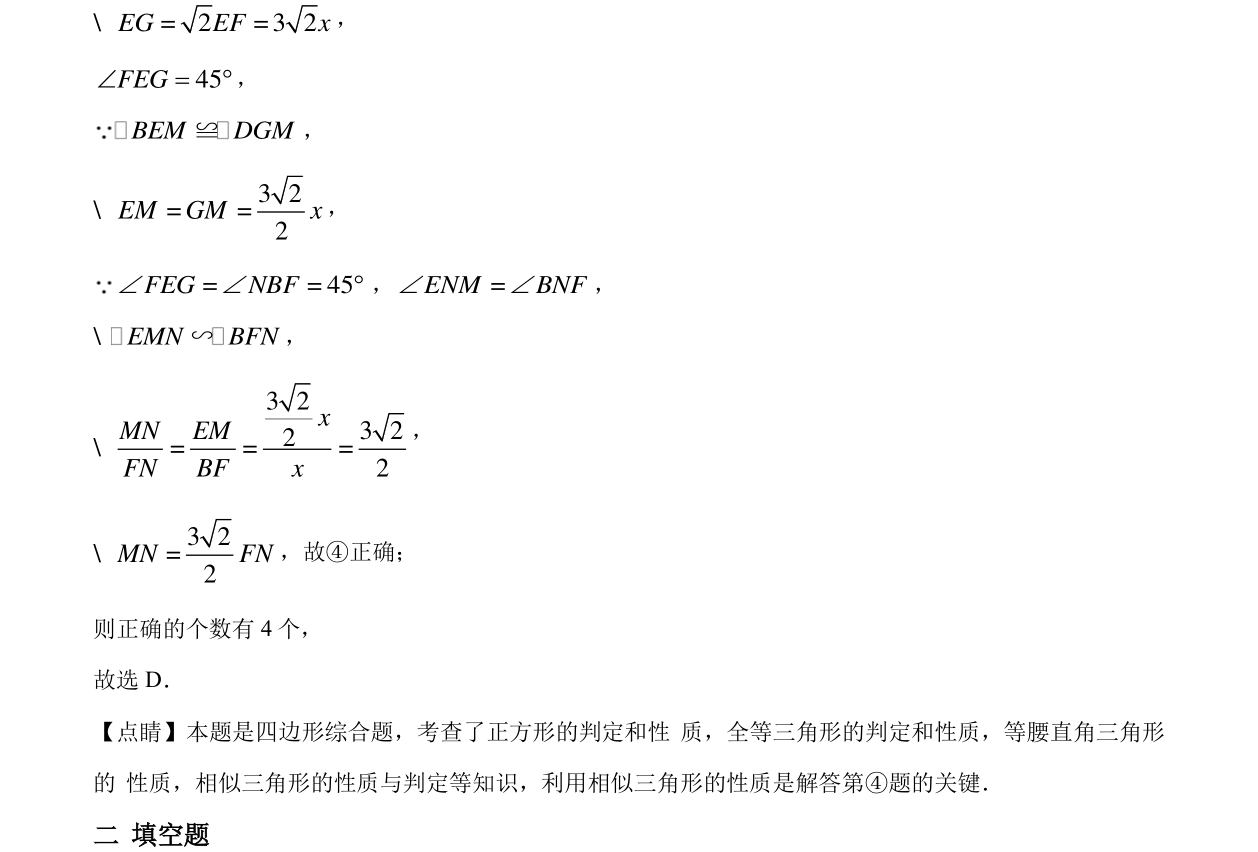 \ EG = √2EF = 3√2x，
∠FEG = 45°，
∵□BEM ≌□DGM，
\ EM = GM = 3√2/2 x，
∵∠FEG = ∠NBF = 45°，∠ENM = ∠BNF，
\ □EMN ∽□BFN，
\ MN/FN = EM/BF = (3√2/2 x)/x = 3√2/2，
\ MN = 3√2/2 FN，故④正确；
则正确的个数有 4 个，
故选 D．
【点睛】本题是四边形综合题，考查了正方形的判定和性 质，全等三角形的判定和性质，等腰直角三角形
的 性质，相似三角形的性质与判定等知识，利用相似三角形的性质是解答第④题的关键．
二 填空题